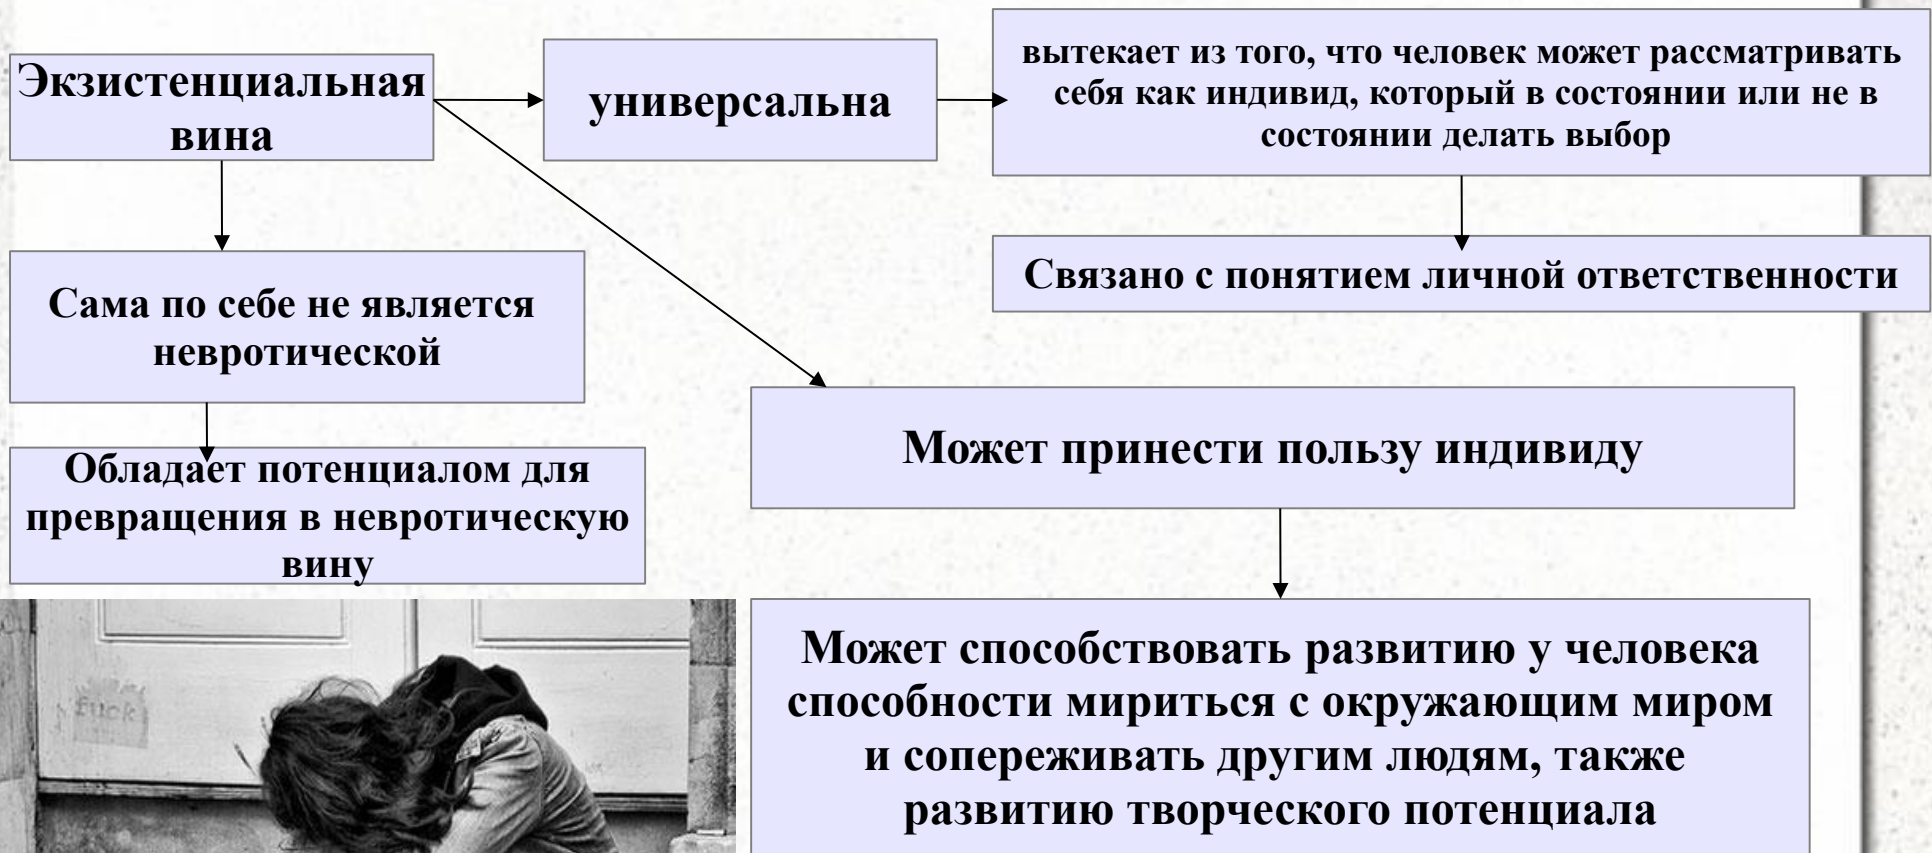 Экзистенциальная
вина
универсальна
вытекает из того, что человек может рассматривать
себя как индивид, который в состоянии или не в
состоянии делать выбор
Связано с понятием личной ответственности
Сама по себе не является
невротической
Обладает потенциалом для
превращения в невротическую
вину
Может принести пользу индивиду
Может способствовать развитию у человека
способности мириться с окружающим миром
и сопереживать другим людям, также
развитию творческого потенциала
fuck